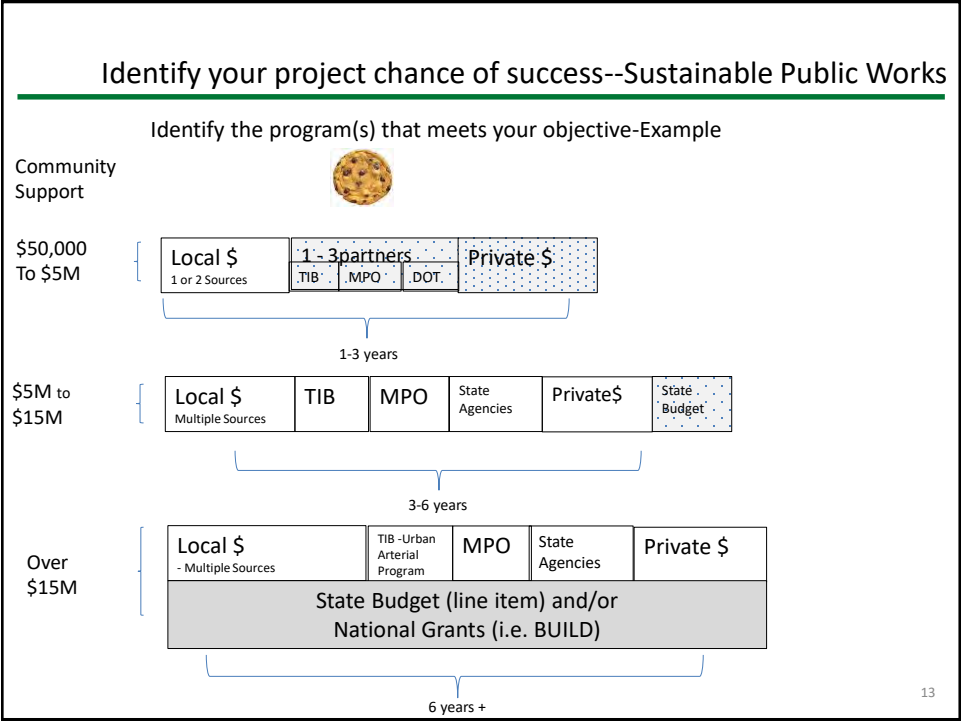 Identify your project chance of success--Sustainable Public Works
Identify the program(s) that meets your objective-Example
Community
Support
$50,000
To $5M
Local $
1 or 2 Sources
1 - 3partners
TIB
MPO
DOT
Private $
1-3 years
$5M to
$15M
Local $
Multiple Sources
TIB
MPO
State
Agencies
Private$
State
Budget
3-6 years
Over
$15M
Local $
- Multiple Sources
TIB -Urban
Arterial
Program
MPO
State
Agencies
Private $
State Budget (line item) and/or
National Grants (i.e. BUILD)
6 years +
13